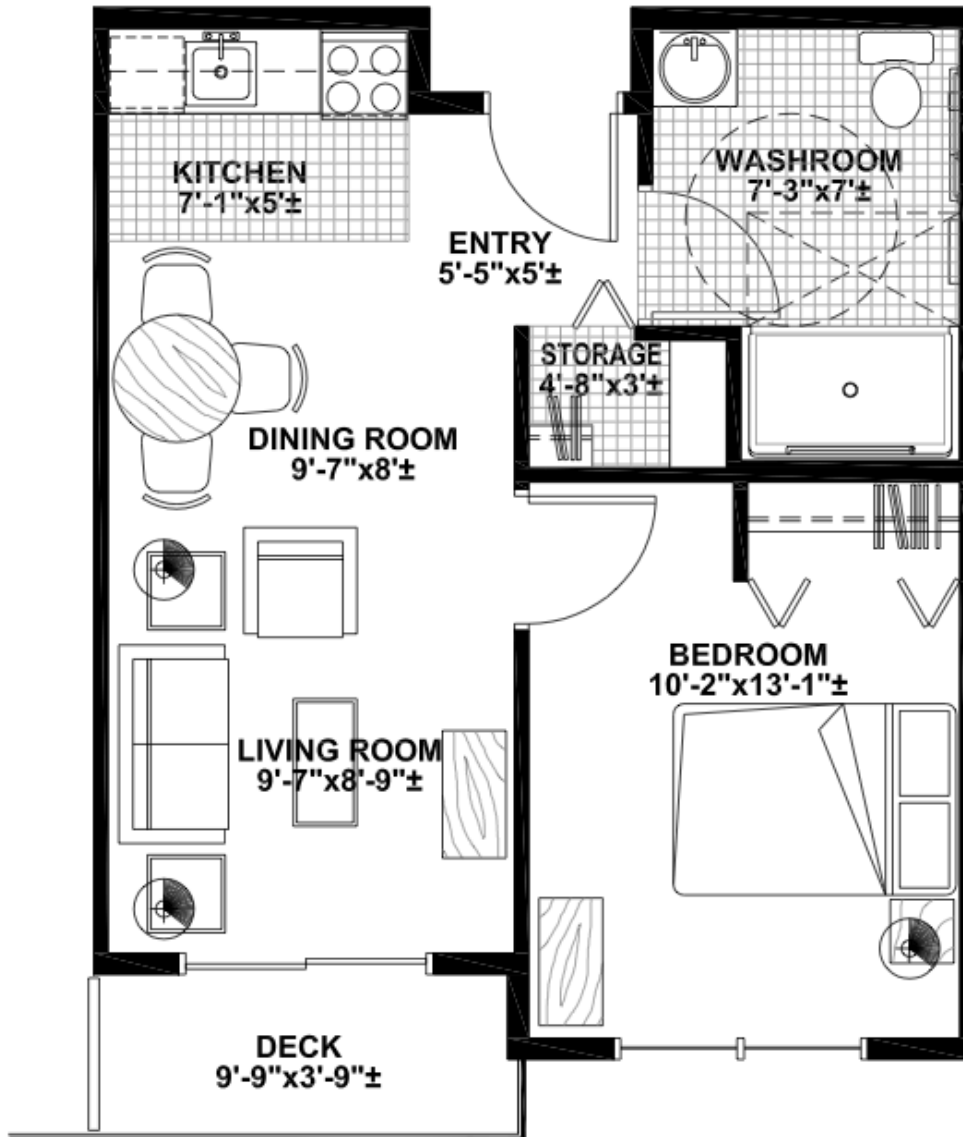 KITCHEN
7'-1"x5'±
WASHROOM
7'-3"x7'±
ENTRY
5'-5"x5'±
STORAGE
4'-8"x3'±
DINING ROOM
9'-7"x8'±
BEDROOM
10'-2"x13'-1"±
LIVING ROOM
9'-7"x8'-9"±
DECK
9'-9"x3'-9"±